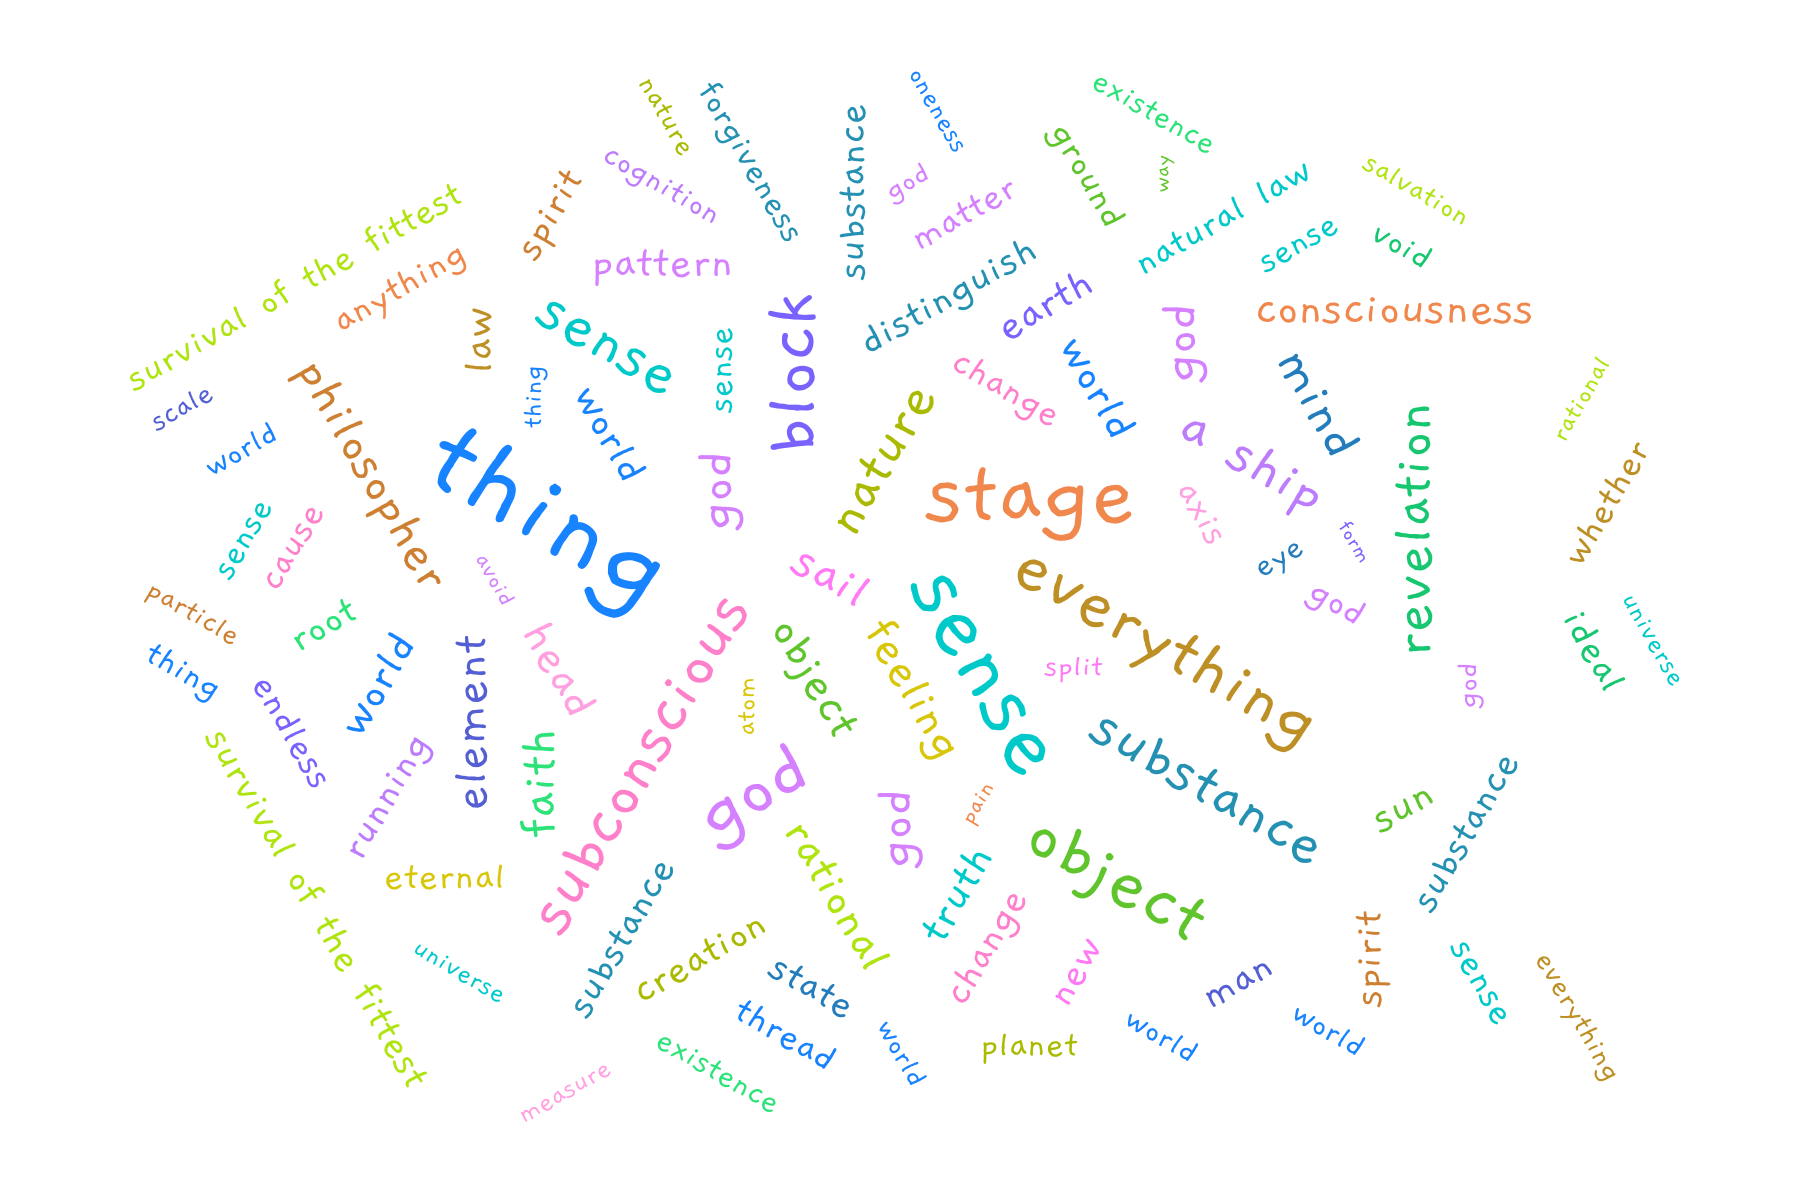 oneness
nature
forgiveness
existence
substance
ground
way
cognition
god
matter
spirit
natural law
salvation
survival of the fittest
sense
void
pattern
anything
distinguish
earth
law
sense
sense
block
god
consciousness
world
change
mind
rational
scale
thing
world
philosopher
world
nature
a ship
revelation
thing
god
stage
axis
whether
sense
cause
form
eye
avoid
sail
everything
god
particle
root
sense
universe
ideal
thing
world
element
head
subconscious
object
feeling
split
god
endless
atom
substance
survival of the fittest
running
faith
god
god
pain
sun
substance
eternal
rational
truth
object
substance
creation
change
new
spirit
man
sense
everything
universe
state
thread
world
planet
world
world
existence
measure